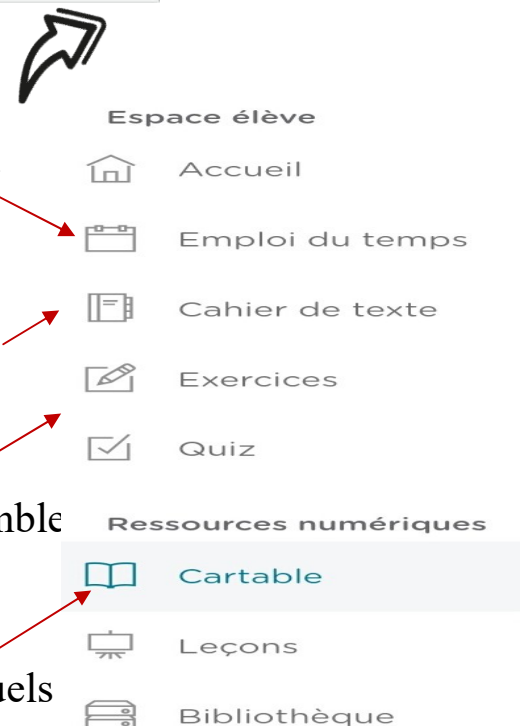 Espace élève
Accueil
Emploi du temps
Cahier de texte
Exercices
Quiz
Ressources numériques
Cartable
Leçons
Bibliothèque